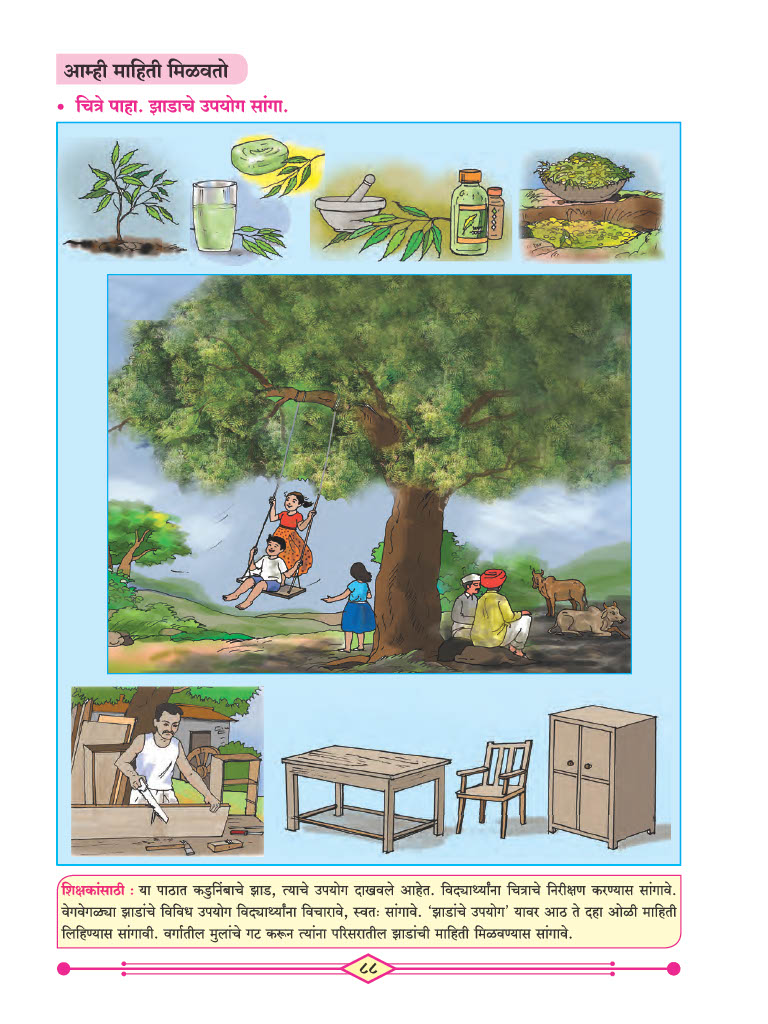 आम्ही माहिती मिळवतो
• चित्रे पाहा. झाडाचे उपयोग सांगा.
शिक्षकांसाठी : या पाठात कडुनिंबाचे झाड, त्याचे उपयोग दाखवले आहेत. विद्यार्थ्यांना चित्राचे निरीक्षण करण्यास सांगावे.
वेगवेगळ्या झाडांचे विविध उपयोग विद्यार्थ्यांना विचारावे, स्वतः सांगावे. ‘झाडांचे उपयोग’ यावर आठ ते दहा ओळी माहिती
लिहिण्यास सांगावी. वर्गातील मुलांचे गट करून त्यांना परिसरातील झाडांची माहिती मिळवण्यास सांगावे.
८८